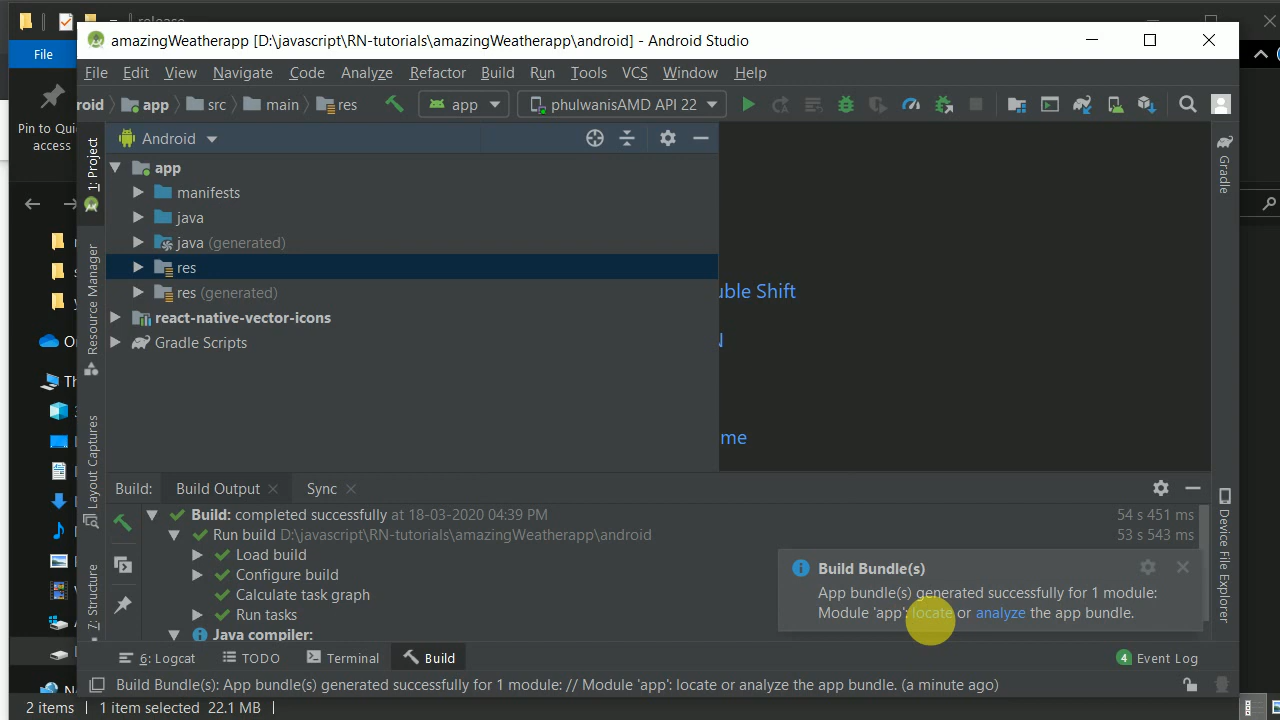 release
amazingWeatherapp [D:\javascript\RN-tutorials\amazingWeatherapp\android] - Android Studio
File
File Edit View Navigate Code Analyze Refactor Build Run Tools VCS Window Help
roid app src main res app phulwanisAMD API 22
Pin to Qui
access
Android
1: Project
Gradle
app
manifests
java
java (generated)
res
res (generated)
react-native-vector-icons
Gradle Scripts
Resource Manager
Layout Captures
7: Structure
Device File Explorer
uble Shift
N
me
On
Th
Build: Build Output Sync
Build: completed successfully at 18-03-2020 04:39 PM 54 s 451 ms
Run build D:\javascript\RN-tutorials\amazingWeatherapp\android 53 s 543 ms
Load build
Configure build
Calculate task graph
Run tasks
Java compiler:
Build Bundle(s)
App bundle(s) generated successfully for 1 module:
Module 'app': locate or analyze the app bundle.
6: Logcat TODO Terminal Build 4 Event Log
Build Bundle(s): App bundle(s) generated successfully for 1 module: // Module 'app': locate or analyze the app bundle. (a minute ago)
2 items 1 item selected 22.1 MB